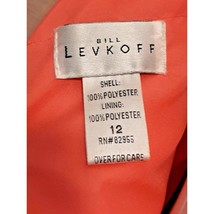 BILL
LEVKOFF
SHELL:
100%POLYESTER
LINING:
100%POLYESTER
12
RN#82955
OVER FOR CARE